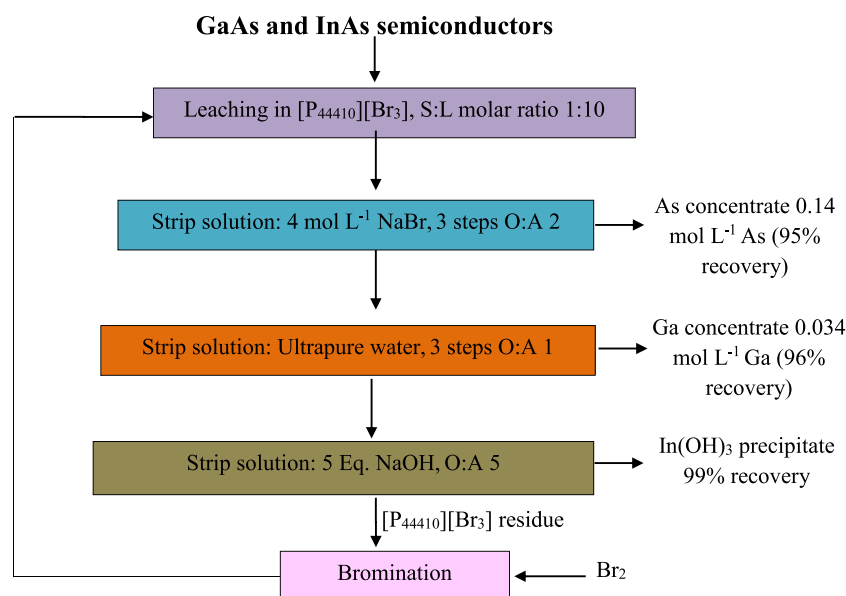 GaAs and InAs semiconductors
Leaching in [P₄₄₄₁₀][Br₃], S:L molar ratio 1:10
Strip solution: 4 mol L⁻¹ NaBr, 3 steps O:A 2
As concentrate 0.14
mol L⁻¹ As (95%
recovery)
Strip solution: Ultrapure water, 3 steps O:A 1
Ga concentrate 0.034
mol L⁻¹ Ga (96%
recovery)
Strip solution: 5 Eq. NaOH, O:A 5
In(OH)₃ precipitate
99% recovery
[P₄₄₄₁₀][Br₃] residue
Bromination
Br₂